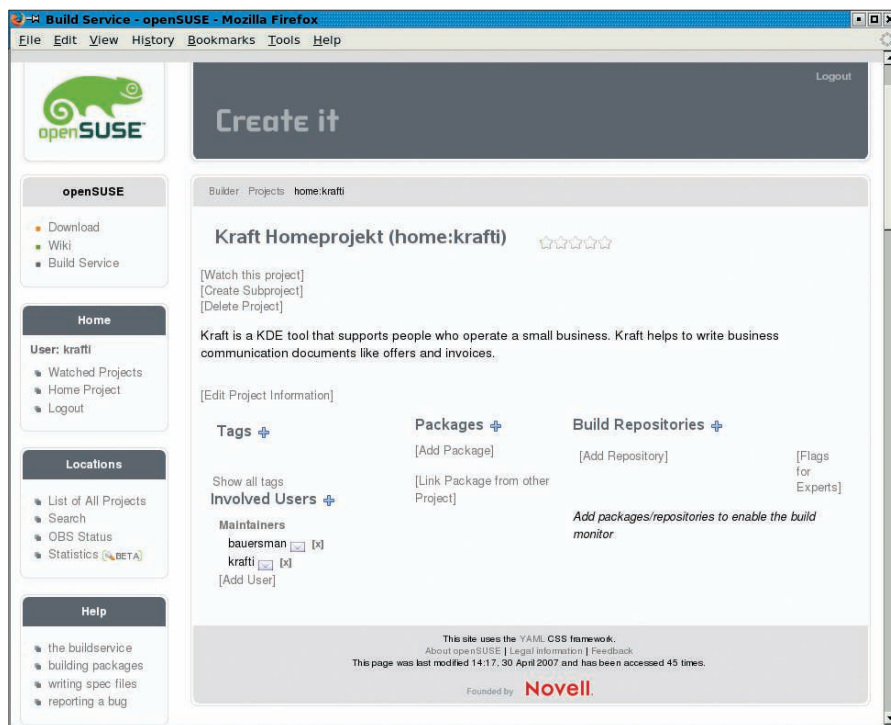 Build Service - openSUSE - Mozilla Firefox
File Edit View History Bookmarks Tools Help
Logout
openSUSE
Create it
openSUSE
Download
Wiki
Build Service
Home
User: krafti
Watched Projects
Home Project
Logout
Locations
List of All Projects
Search
OBS Status
Statistics [BETA]
Help
the buildservice
building packages
writing spec files
reporting a bug
Builder Projects home:krafti
Kraft Homeprojekt (home:krafti)
[Watch this project]
[Create Subproject]
[Delete Project]
Kraft is a KDE tool that supports people who operate a small business. Kraft helps to write business
communication documents like offers and invoices.
[Edit Project Information]
Tags
Show all tags
Involved Users
Maintainers
bauersman [x]
krafti [x]
[Add User]
Packages
[Add Package]
[Link Package from other
Project]
Build Repositories
[Add Repository]
[Flags
for
Experts]
Add packages/repositories to enable the build
monitor
This site uses the YAML CSS framework.
About openSUSE | Legal information | Feedback
This page was last modified 14:17, 30 April 2007 and has been accessed 45 times.
Founded by Novell.